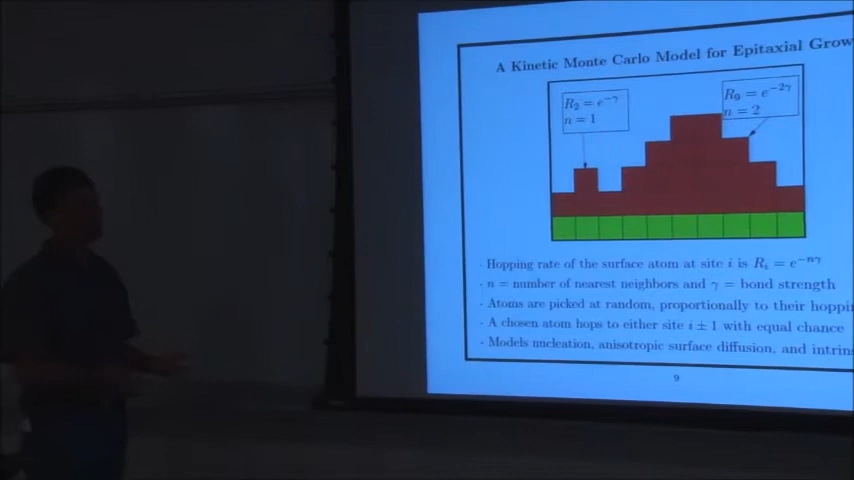 A Kinetic Monte Carlo Model for Epitaxial Grow
R₂ = e^{-γ}
n = 1
R₉ = e^{-2γ}
n = 2
· Hopping rate of the surface atom at site i is Rᵢ = e^{-nγ}
· n = number of nearest neighbors and γ = bond strength
· Atoms are picked at random, proportionally to their hoppin
· A chosen atom hops to either site i ± 1 with equal chance
· Models nucleation, anisotropic surface diffusion, and intrins
9